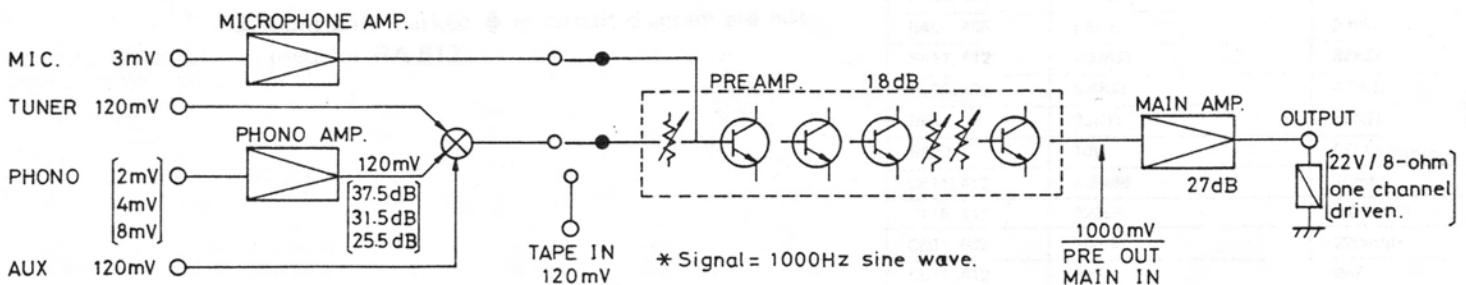 MICROPHONE AMP.
MIC. 3mV
TUNER 120mV
PHONO AMP.
120mV
PHONO
2mV
4mV
8mV
37.5dB
31.5dB
25.5dB
AUX 120mV
TAPE IN
120mV
PREAMP. 18dB
* Signal = 1000Hz sine wave.
1000mV
PRE OUT
MAIN IN
MAIN AMP.
27dB
OUTPUT
22V / 8-ohm
one channel
driven.